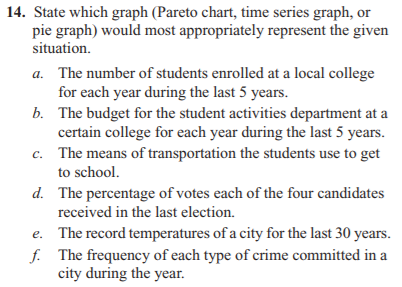 14. State which graph (Pareto chart, time series graph, or
pie graph) would most appropriately represent the given
situation.
a. The number of students enrolled at a local college
for each year during the last 5 years.
b. The budget for the student activities department at a
certain college for each year during the last 5 years.
c. The means of transportation the students use to get
to school.
d. The percentage of votes each of the four candidates
received in the last election.
e. The record temperatures of a city for the last 30 years.
f. The frequency of each type of crime committed in a
city during the year.